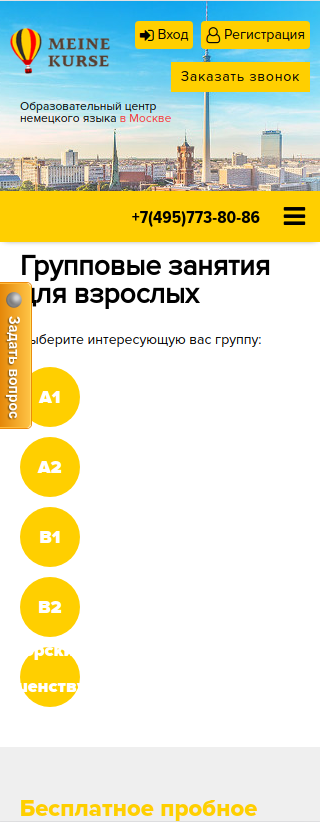 MEINE
KURSE
Вход
Регистрация
Заказать звонок
Образовательный центр
немецкого языка в Москве
+7(495)773-80-86
Групповые занятия
для взрослых
Выберите интересующую вас группу:
Задать вопрос
A1
A2
B1
B2
Бесплатное пробное